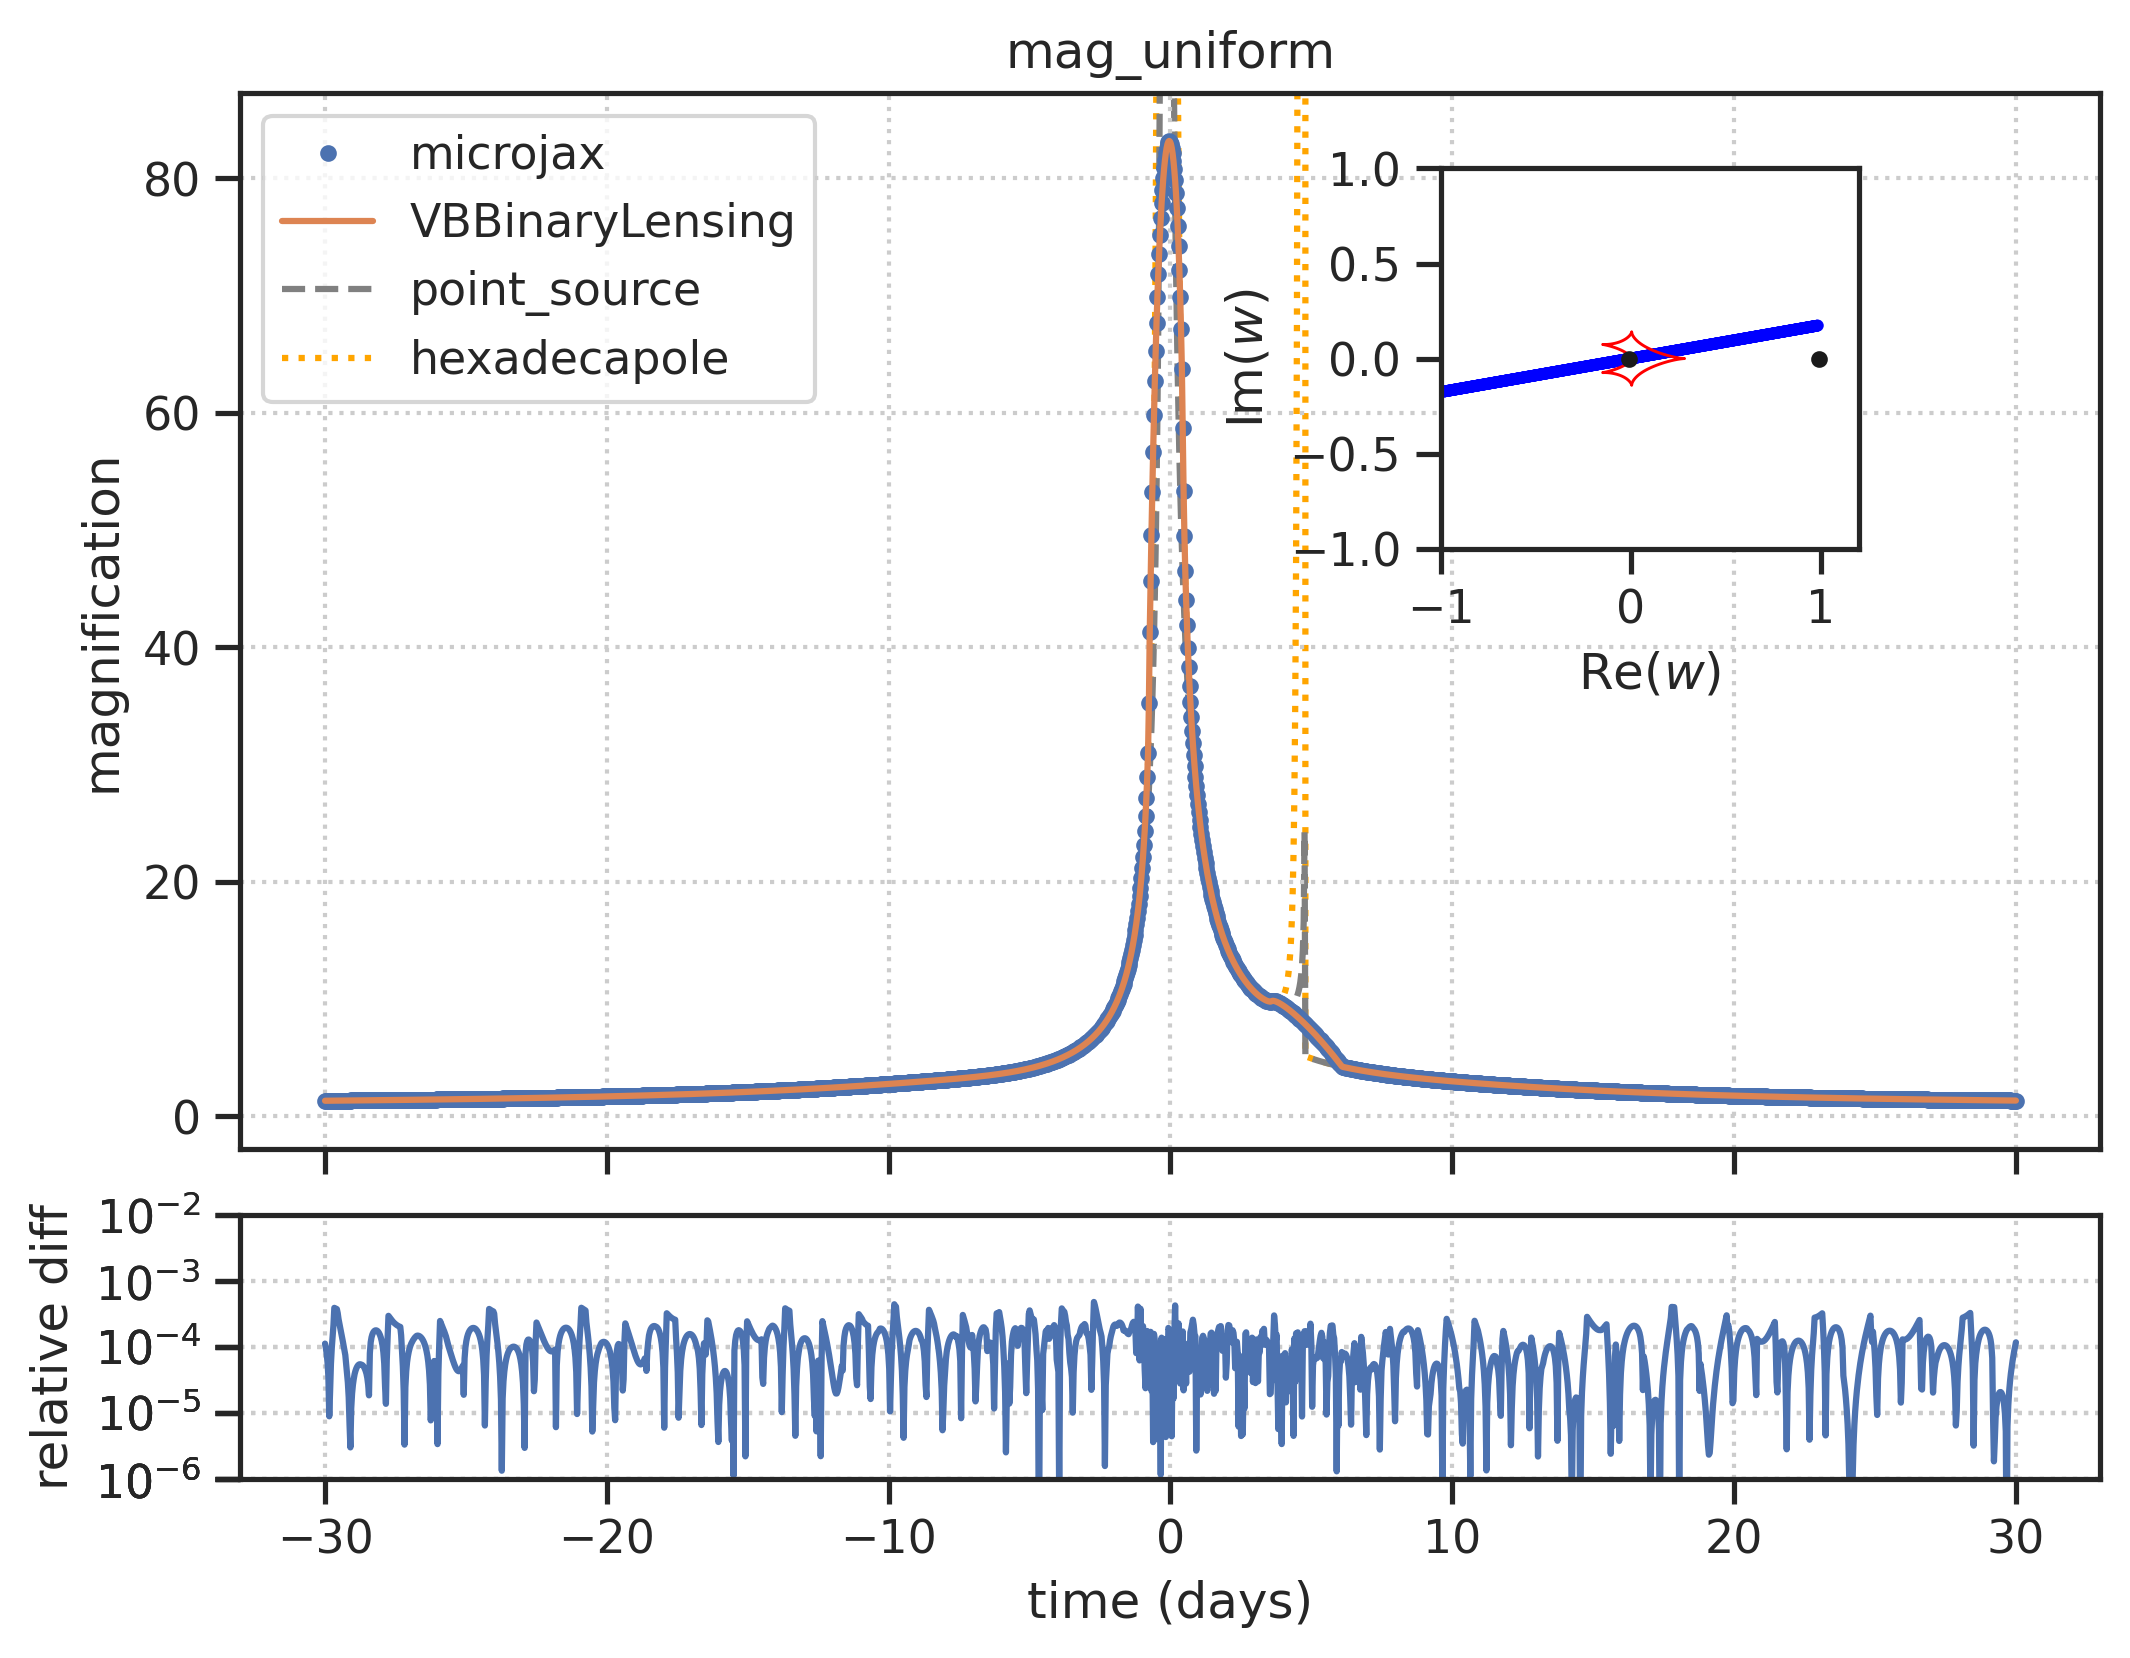 mag_uniform
microjax
VBBinaryLensing
point_source
hexadecapole
magnification
80
60
40
20
0
Im(w)
1.0
0.5
0.0
−0.5
−1.0
−1 0 1
Re(w)
relative diff
10⁻²
10⁻³
10⁻⁴
10⁻⁵
10⁻⁶
−30 −20 −10 0 10 20 30
time (days)